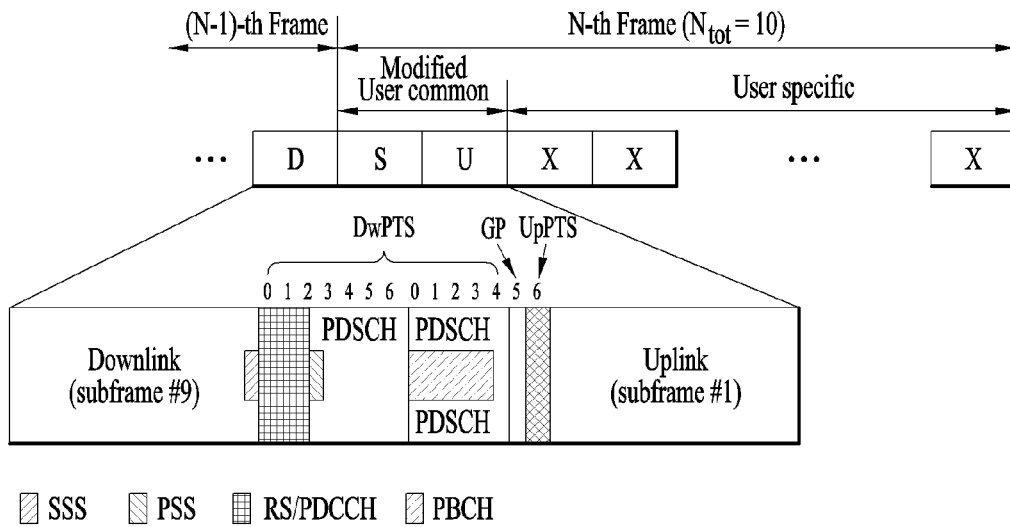 (N-1)-th Frame N-th Frame (Ntot = 10)
Modified
User common
User specific
••• D S U X X ••• X
DwPTS GP UpPTS
0 1 2 3 4 5 6 0 1 2 3 4 5 6
PDSCH PDSCH
Downlink
(subframe #9)
Uplink
(subframe #1)
PDSCH
SSS PSS RS/PDCCH PBCH